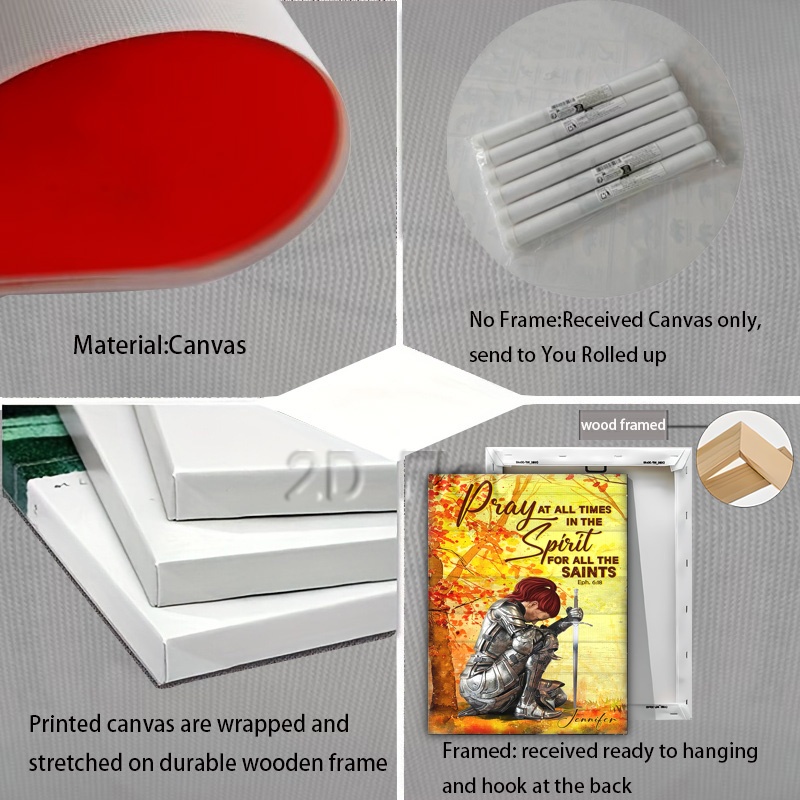 Material:Canvas
No Frame:Received Canvas only,
send to You Rolled up
2D
wood framed
Pray AT ALL TIMES
IN THE
Spirit
FOR ALL THE
SAINTS
Eph. 6:18
Jennifer
Printed canvas are wrapped and
stretched on durable wooden frame
Framed: received ready to hanging
and hook at the back